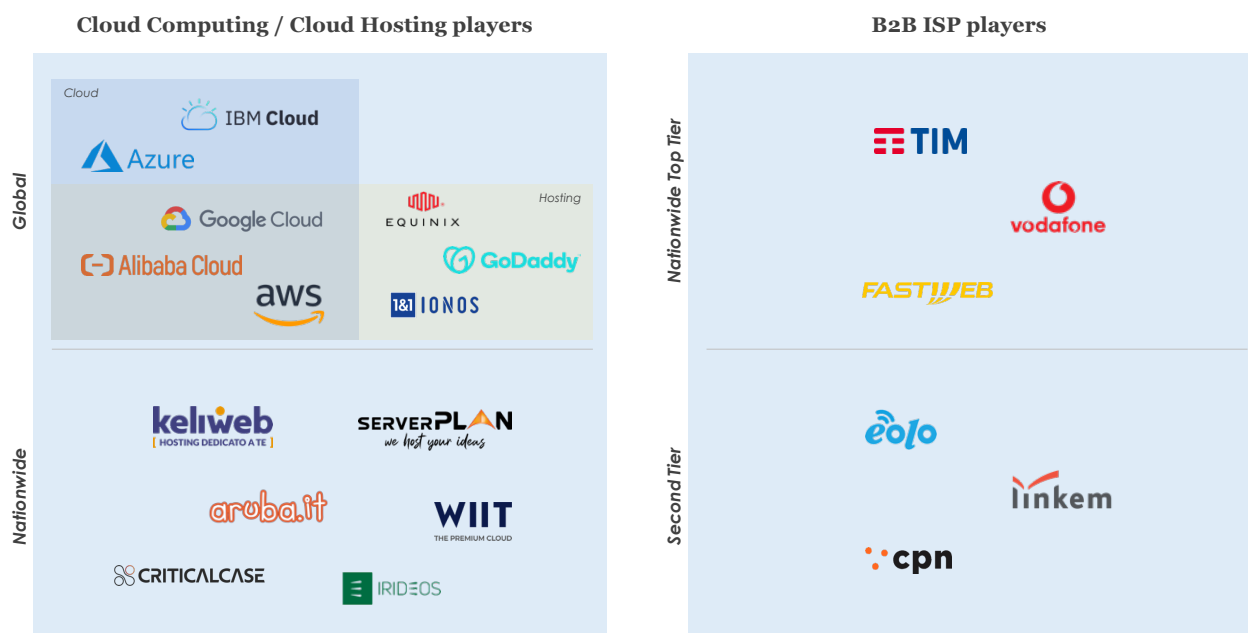 Cloud Computing / Cloud Hosting players
Global
Cloud
IBM Cloud
Azure
Google Cloud
Alibaba Cloud
aws
Hosting
EQUINIX
GoDaddy
1&1 IONOS
Nationwide
keliweb
[ HOSTING DEDICATO A TE ]
SERVERPLAN
we host your ideas
aruba.it
WIIT
THE PREMIUM CLOUD
CRITICALCASE
IRIDEOS
B2B ISP players
Nationwide Top Tier
TIM
vodafone
FASTWEB
Second Tier
eolo
linkem
cpn